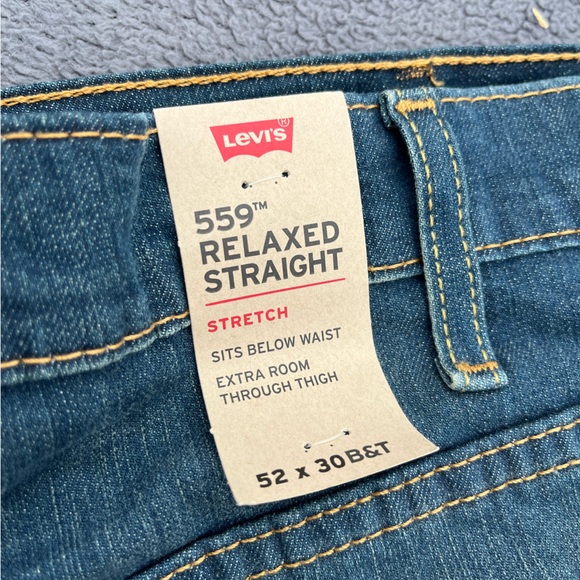 Levi's®
559™
RELAXED
STRAIGHT
STRETCH
SITS BELOW WAIST
EXTRA ROOM
THROUGH THIGH
52 x 30 B&T